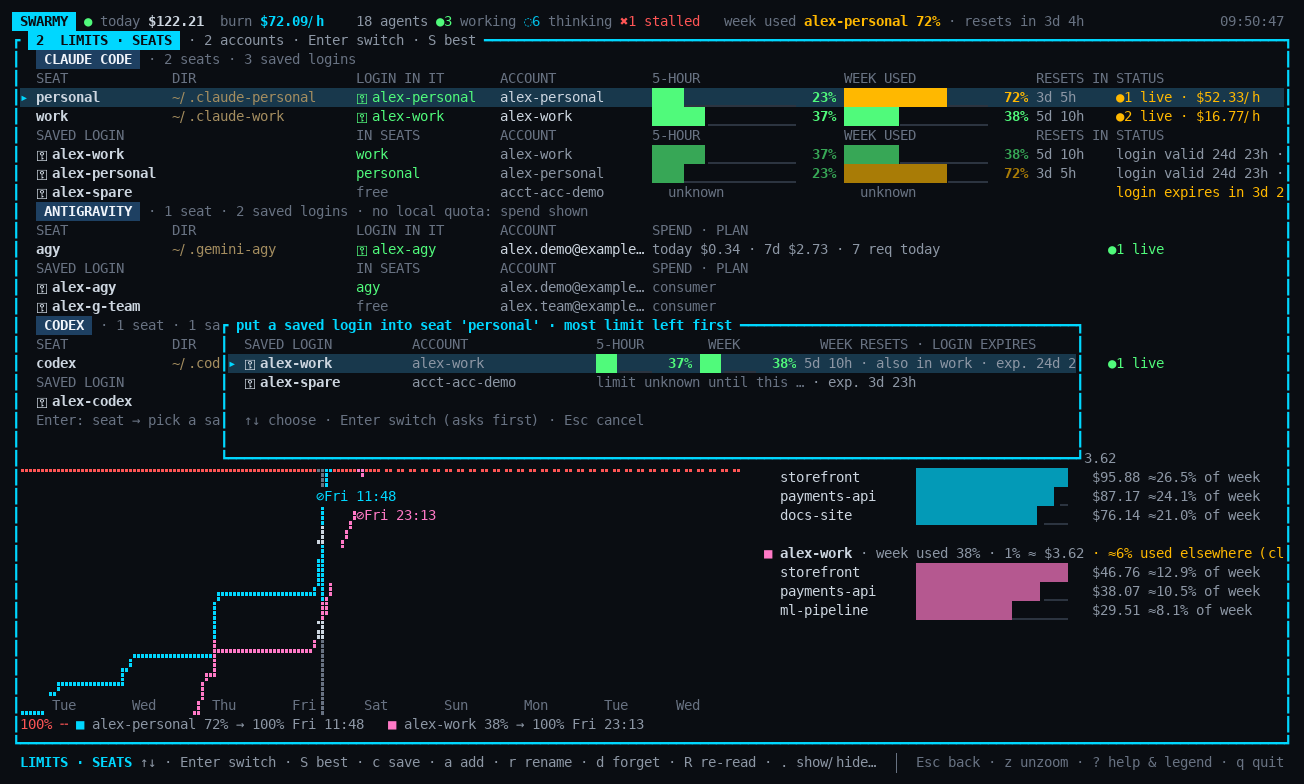 SWARMY ● today $122.21 burn $72.09/h 18 agents ●3 working ◌6 thinking ✖1 stalled week used alex-personal 72% · resets in 3d 4h 09:50:47
2 LIMITS · SEATS · 2 accounts · Enter switch · S best
CLAUDE CODE · 2 seats · 3 saved logins
SEAT DIR LOGIN IN IT ACCOUNT 5-HOUR WEEK USED RESETS IN STATUS
▸ personal ~/.claude-personal ⚿ alex-personal alex-personal 23% 72% 3d 5h ●1 live · $52.33/h
work ~/.claude-work ⚿ alex-work alex-work 37% 38% 5d 10h ●2 live · $16.77/h
SAVED LOGIN IN SEATS ACCOUNT 5-HOUR WEEK USED RESETS IN STATUS
⚿ alex-work work alex-work 37% 38% 5d 10h login valid 24d 23h ·
⚿ alex-personal personal alex-personal 23% 72% 3d 5h login valid 24d 23h ·
⚿ alex-spare free acct-acc-demo unknown unknown login expires in 3d 2
ANTIGRAVITY · 1 seat · 2 saved logins · no local quota: spend shown
SEAT DIR LOGIN IN IT ACCOUNT SPEND · PLAN
agy ~/.gemini-agy ⚿ alex-agy alex.demo@example… today $0.34 · 7d $2.73 · 7 req today ●1 live
SAVED LOGIN IN SEATS ACCOUNT SPEND · PLAN
⚿ alex-agy agy alex.demo@example… consumer
⚿ alex-g-team free alex.team@example… consumer
CODEX · 1 seat · 1 sa
put a saved login into seat 'personal' · most limit left first
SEAT DIR
SAVED LOGIN ACCOUNT 5-HOUR WEEK WEEK RESETS · LOGIN EXPIRES
codex ~/.cod
▸ ⚿ alex-work alex-work 37% 38% 5d 10h · also in work · exp. 24d 2
●1 live
SAVED LOGIN
⚿ alex-spare acct-acc-demo limit unknown until this … · exp. 3d 23h
⚿ alex-codex
Enter: seat → pick a sa
↑↓ choose · Enter switch (asks first) · Esc cancel
3.62
storefront $95.88 ≈26.5% of week
payments-api $87.17 ≈24.1% of week
docs-site $76.14 ≈21.0% of week
⊘Fri 11:48
⊘Fri 23:13
■ alex-work · week used 38% · 1% ≈ $3.62 · ≈6% used elsewhere (cl
storefront $46.76 ≈12.9% of week
payments-api $38.07 ≈10.5% of week
ml-pipeline $29.51 ≈8.1% of week
Tue Wed Thu Fri Sat Sun Mon Tue Wed
100% ╌ ■ alex-personal 72% → 100% Fri 11:48 ■ alex-work 38% → 100% Fri 23:13
LIMITS · SEATS ↑↓ · Enter switch · S best · c save · a add · r rename · d forget · R re-read · . show/hide… │ Esc back · z unzoom · ? help & legend · q quit